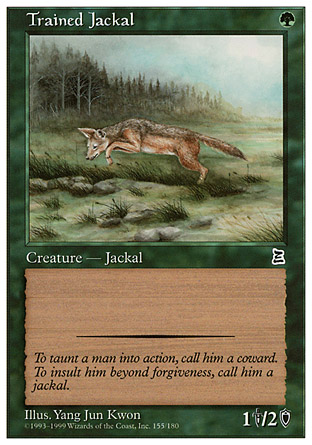 Trained Jackal
Creature — Jackal
To taunt a man into action, call him a coward.
To insult him beyond forgiveness, call him a
jackal.
Illus. Yang Jun Kwon
©1993–1999 Wizards of the Coast, Inc. 155/180
1/2